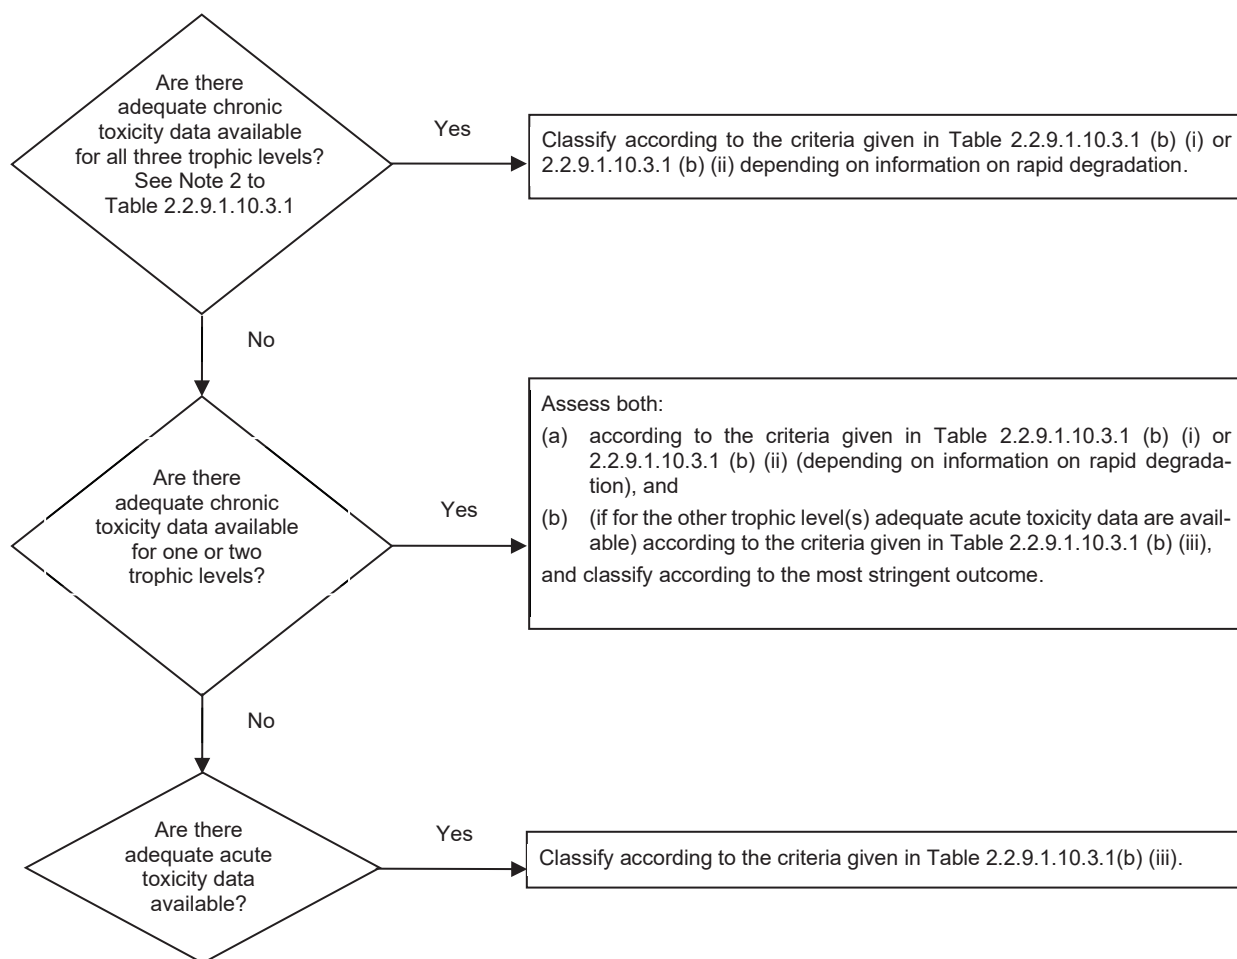 Are there
adequate chronic
toxicity data available
for all three trophic levels?
See Note 2 to
Table 2.2.9.1.10.3.1
Yes
Classify according to the criteria given in Table 2.2.9.1.10.3.1 (b) (i) or
2.2.9.1.10.3.1 (b) (ii) depending on information on rapid degradation.
No
Are there
adequate chronic
toxicity data available
for one or two
trophic levels?
Yes
Assess both:
(a) according to the criteria given in Table 2.2.9.1.10.3.1 (b) (i) or
2.2.9.1.10.3.1 (b) (ii) (depending on information on rapid degrada-
tion), and
(b) (if for the other trophic level(s) adequate acute toxicity data are avail-
able) according to the criteria given in Table 2.2.9.1.10.3.1 (b) (iii),
and classify according to the most stringent outcome.
No
Are there
adequate acute
toxicity data
available?
Yes
Classify according to the criteria given in Table 2.2.9.1.10.3.1(b) (iii).